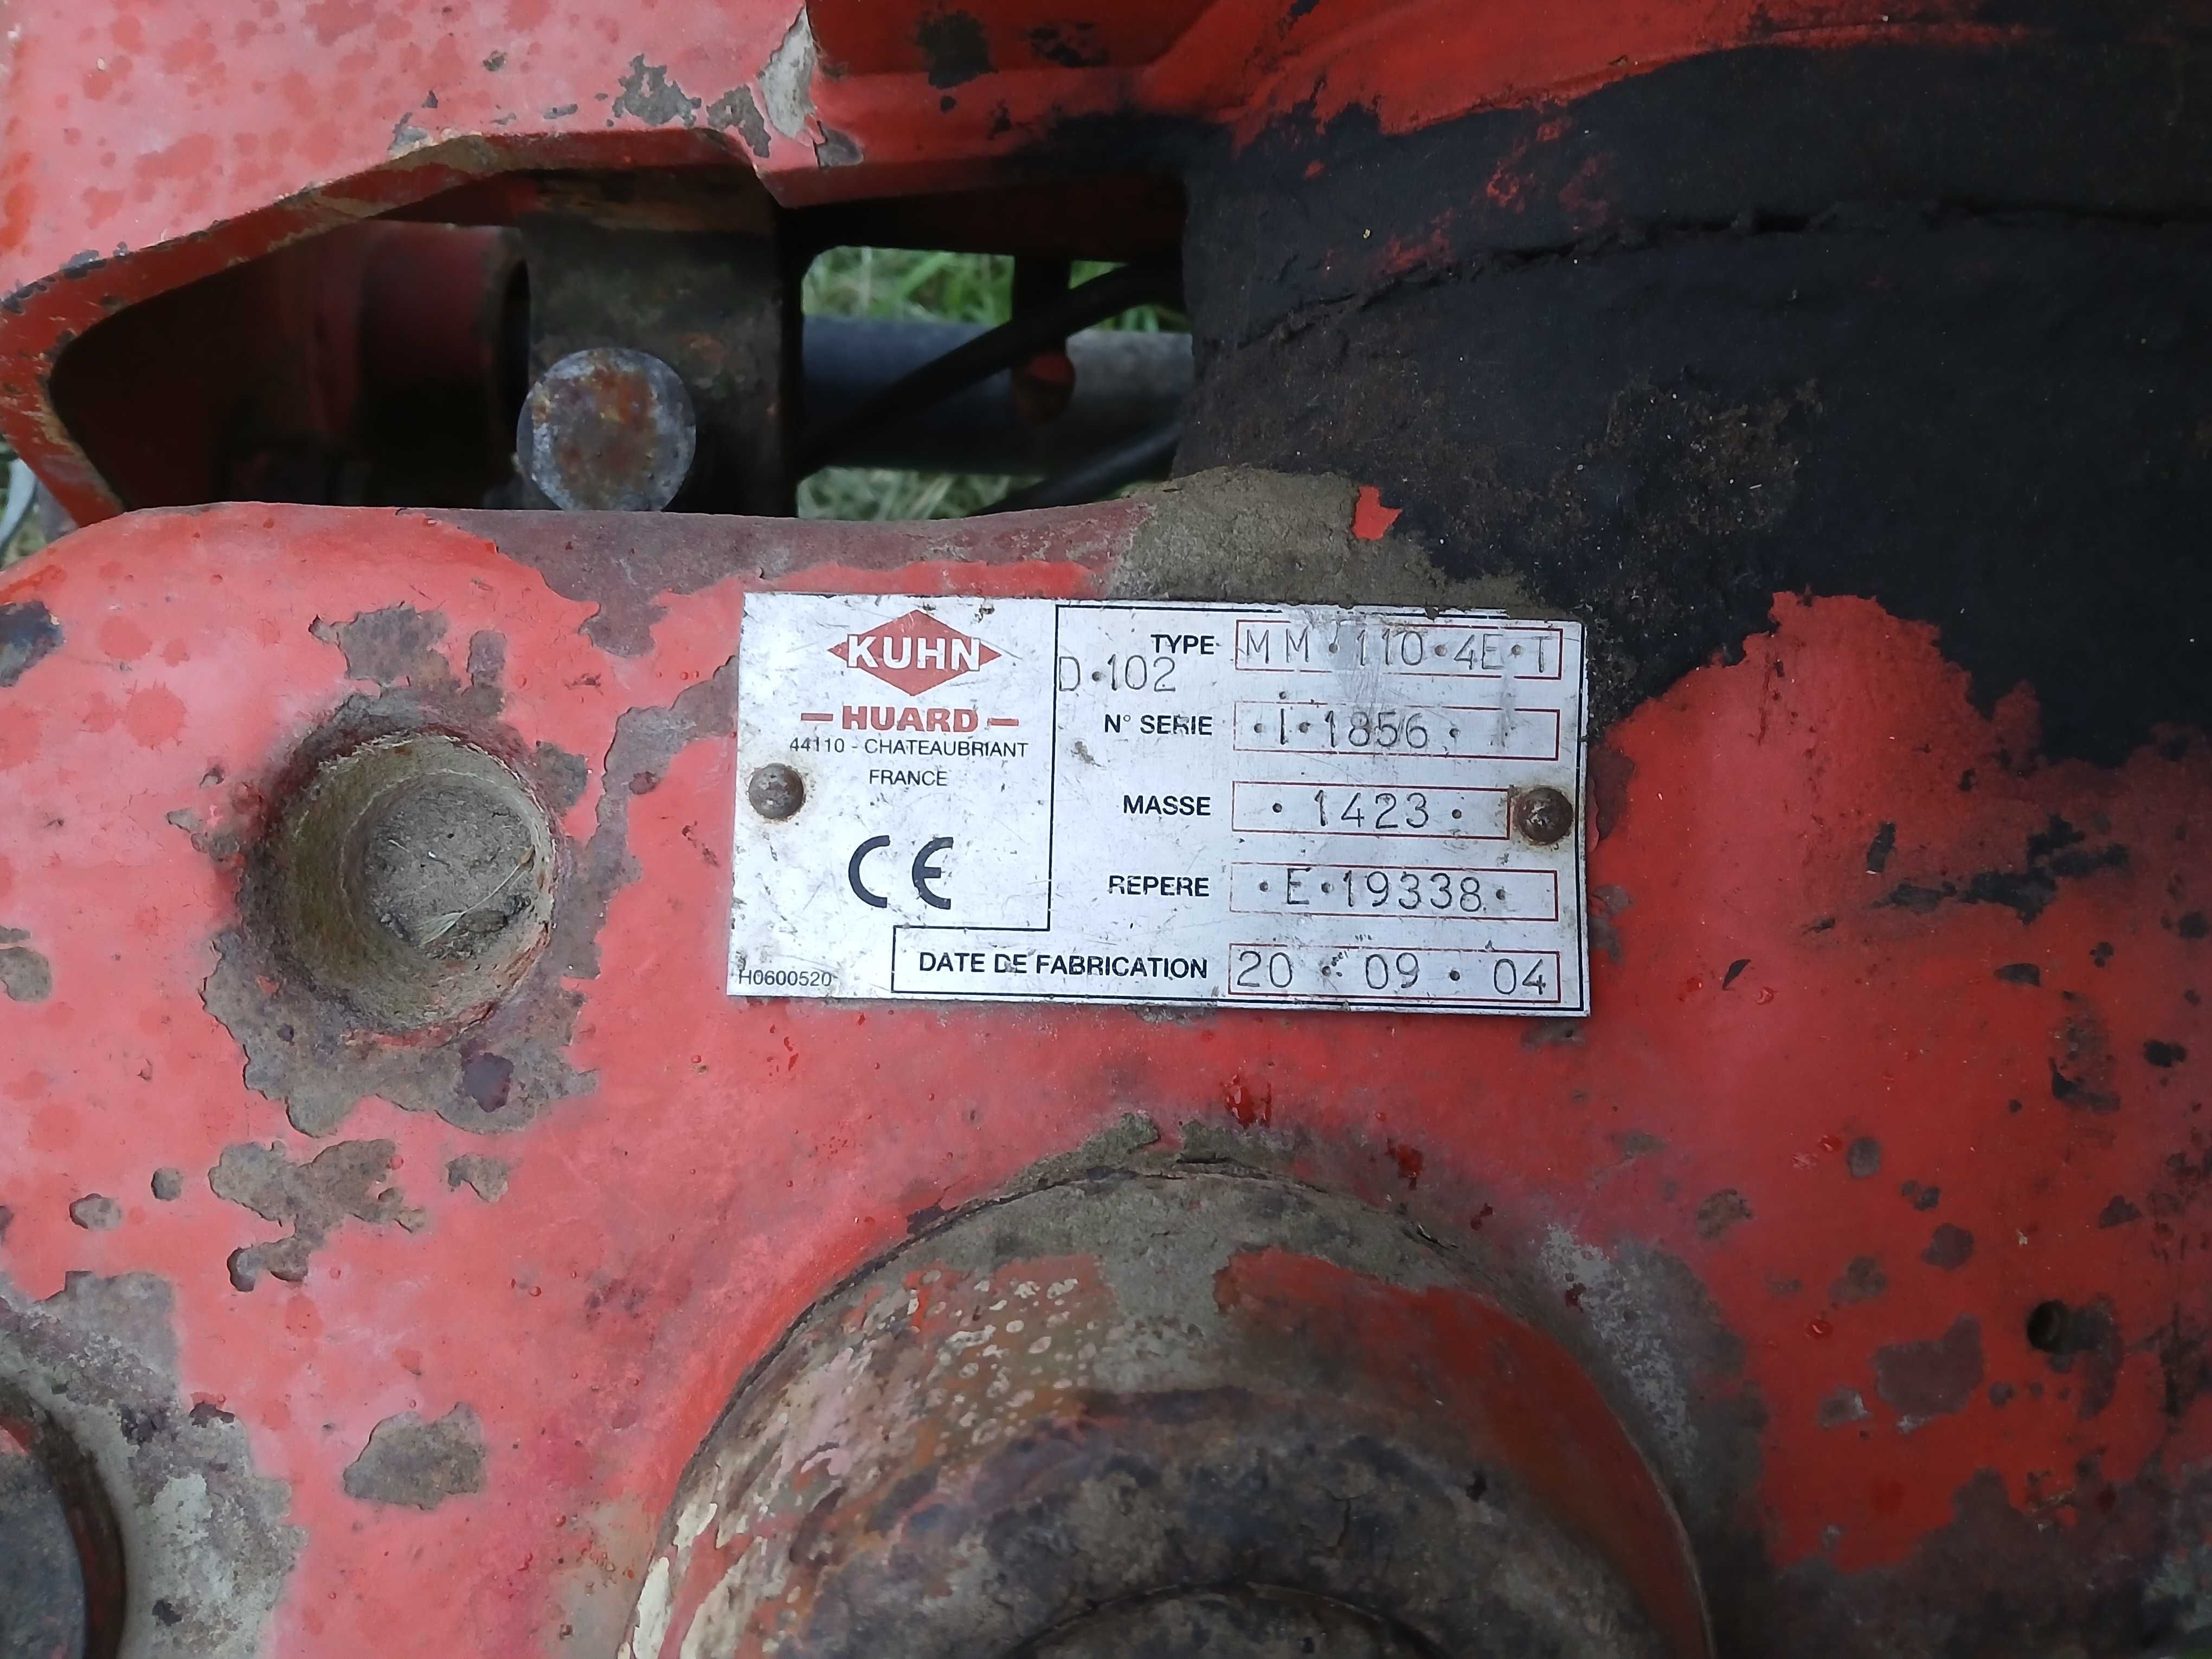 KUHN
HUARD
44110 - CHATEAUBRIANT
FRANCE
CE
H0600520
TYPE MM·110·4E·T
D·102
N° SERIE ·I·1856·
MASSE ·1423·
REPERE ·E·19338·
DATE DE FABRICATION 20·09·04